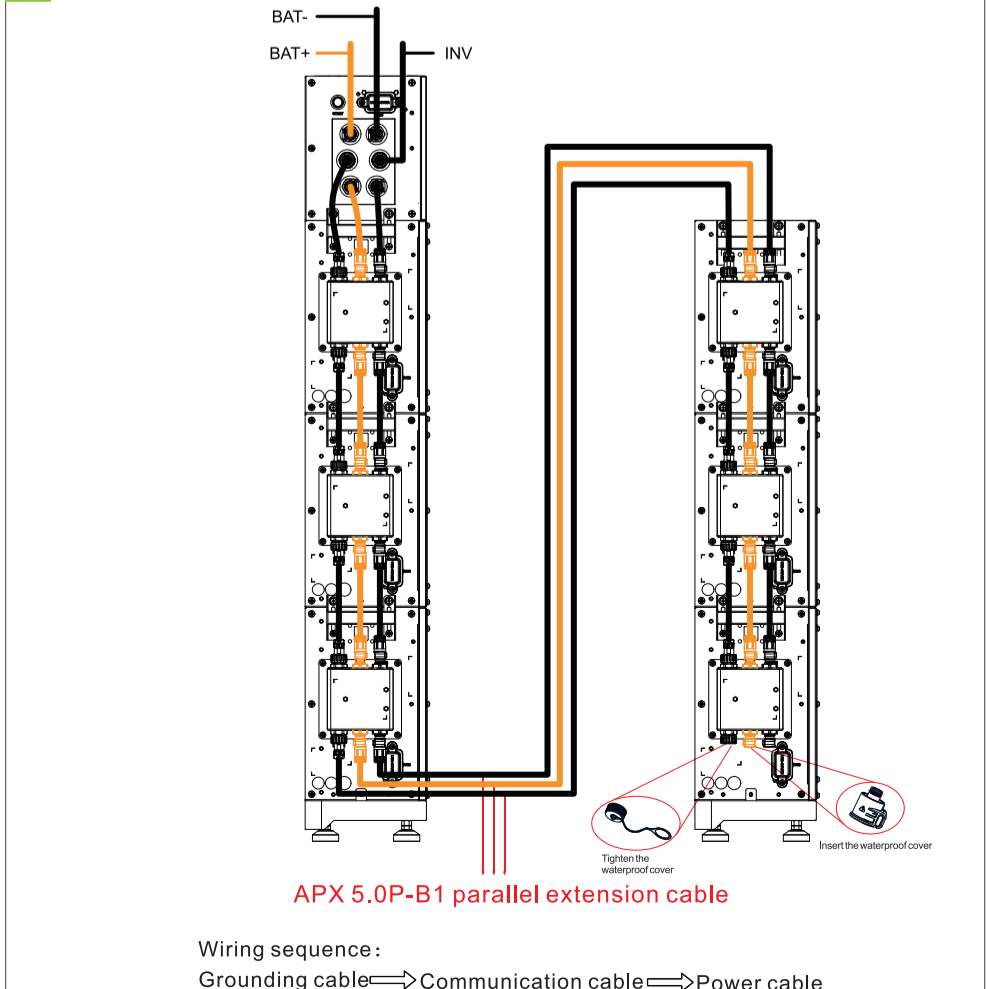 BAT-
BAT+
INV
Tighten the
waterproof cover
Insert the waterproof cover
APX 5.0P-B1 parallel extension cable
Wiring sequence:
Grounding cable⇨Communication cable⇨Power cable